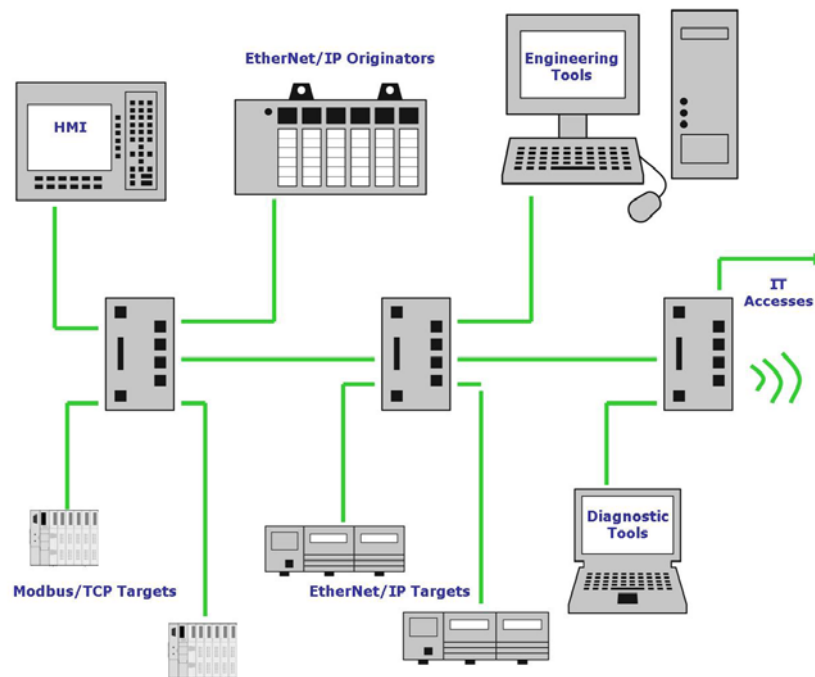 EtherNet/IP Originators
Engineering
Tools
HMI
IT
Accesses
Diagnostic
Tools
Modbus/TCP Targets
EtherNet/IP Targets